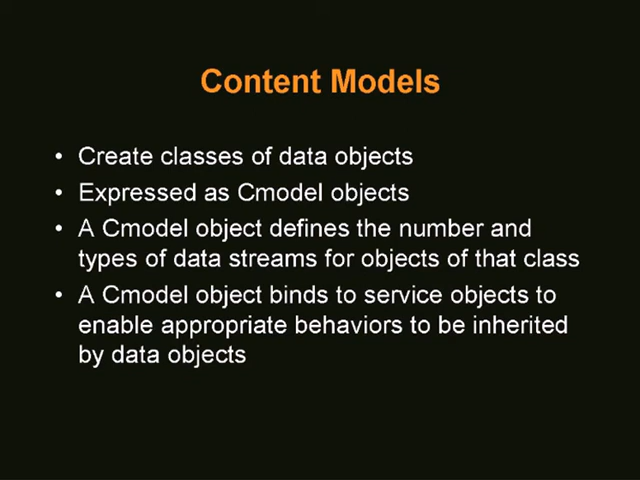 Content Models
• Create classes of data objects
• Expressed as Cmodel objects
• A Cmodel object defines the number and
types of data streams for objects of that class
• A Cmodel object binds to service objects to
enable appropriate behaviors to be inherited
by data objects